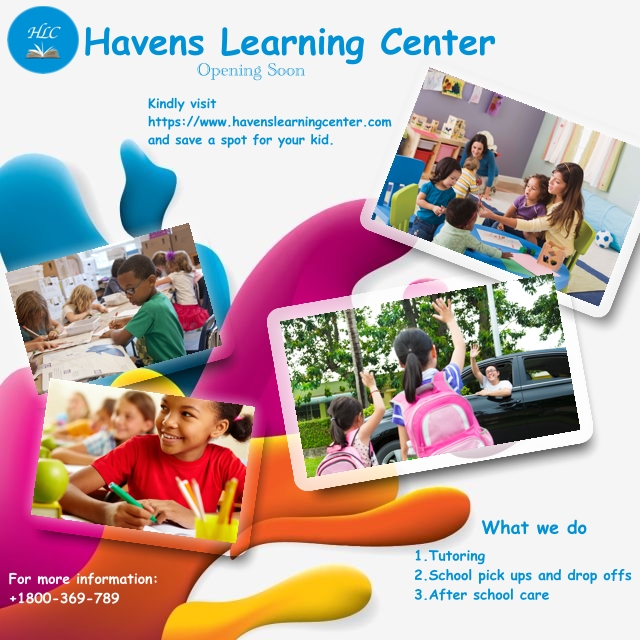 HLC
Havens Learning Center
Opening Soon
Kindly visit
https://www.havenslearningcenter.com
and save a spot for your kid.
What we do
1.Tutoring
2.School pick ups and drop offs
3.After school care
For more information:
+1800-369-789